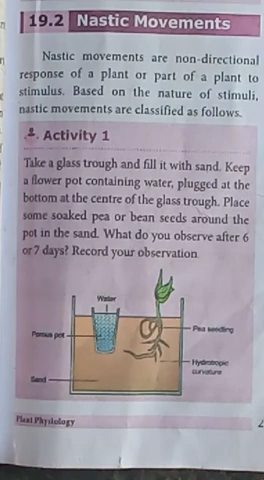 19.2 Nastic Movements
Nastic movements are non-directional
response of a plant or part of a plant to
stimulus. Based on the nature of stimuli,
nastic movements are classified as follows.
Activity 1
Take a glass trough and fill it with sand. Keep
a flower pot containing water, plugged at the
bottom at the centre of the glass trough. Place
some soaked pea or bean seeds around the
pot in the sand. What do you observe after 6
or 7 days? Record your observation
Water
Porous pot
Pea seedling
Hydrotropic
curvature
Sand
Plant Physiology